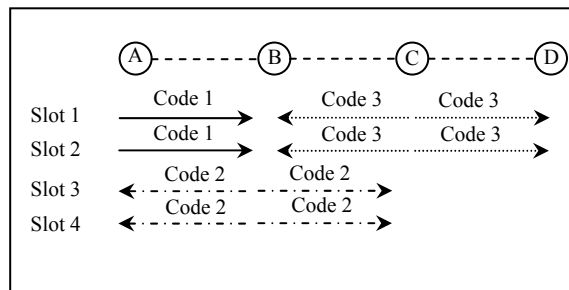 A B C D
Code 1 Code 3 Code 3
Slot 1
Code 1 Code 3 Code 3
Slot 2
Code 2 Code 2
Slot 3
Code 2 Code 2
Slot 4